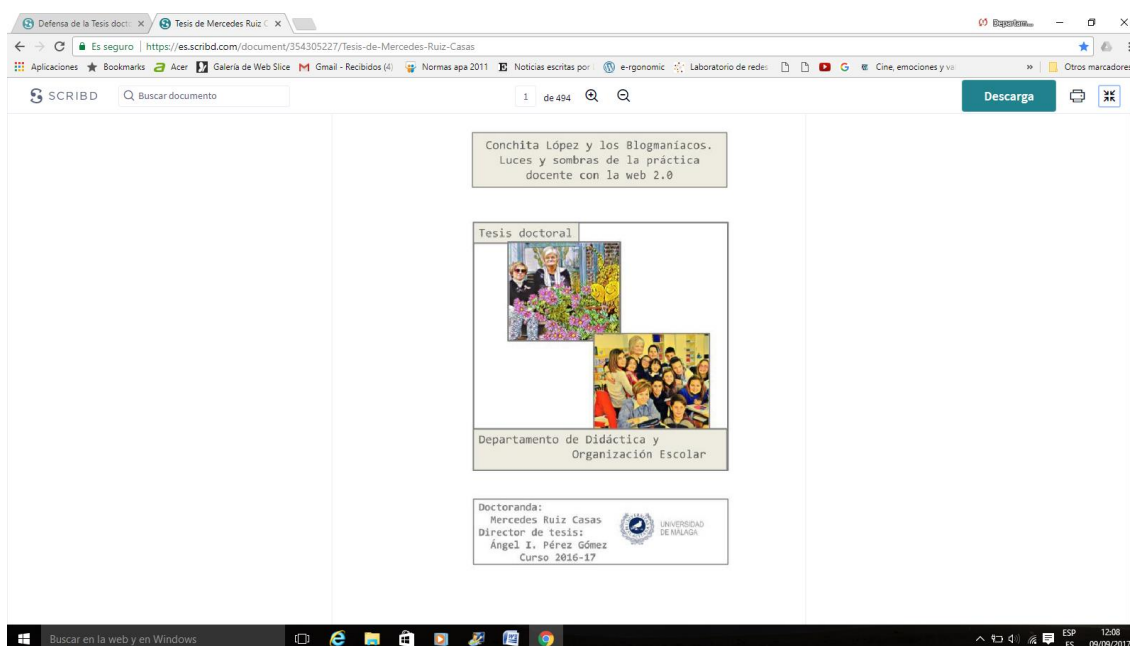 Defensa de la Tesis doct
Tesis de Mercedes Ruiz C
Es seguro | https://es.scribd.com/document/354305227/Tesis-de-Mercedes-Ruiz-Casas
Aplicaciones Bookmarks Acer Galería de Web Slice Gmail - Recibidos (4) Normas apa 2011 Noticias escritas por e-rgonomic Laboratorio de redes Cine, emociones y va » Otros marcadores
SCRIBD Buscar documento 1 de 494 Descarga
Conchita López y los Blogmaníacos.
Luces y sombras de la práctica
docente con la web 2.0
Tesis doctoral
Departamento de Didáctica y
Organización Escolar
Doctoranda:
Mercedes Ruiz Casas
Director de tesis:
Ángel I. Pérez Gómez
Curso 2016-17
UNIVERSIDAD
DE MÁLAGA
Buscar en la web y en Windows
ESP 12:08
ES 09/09/2017